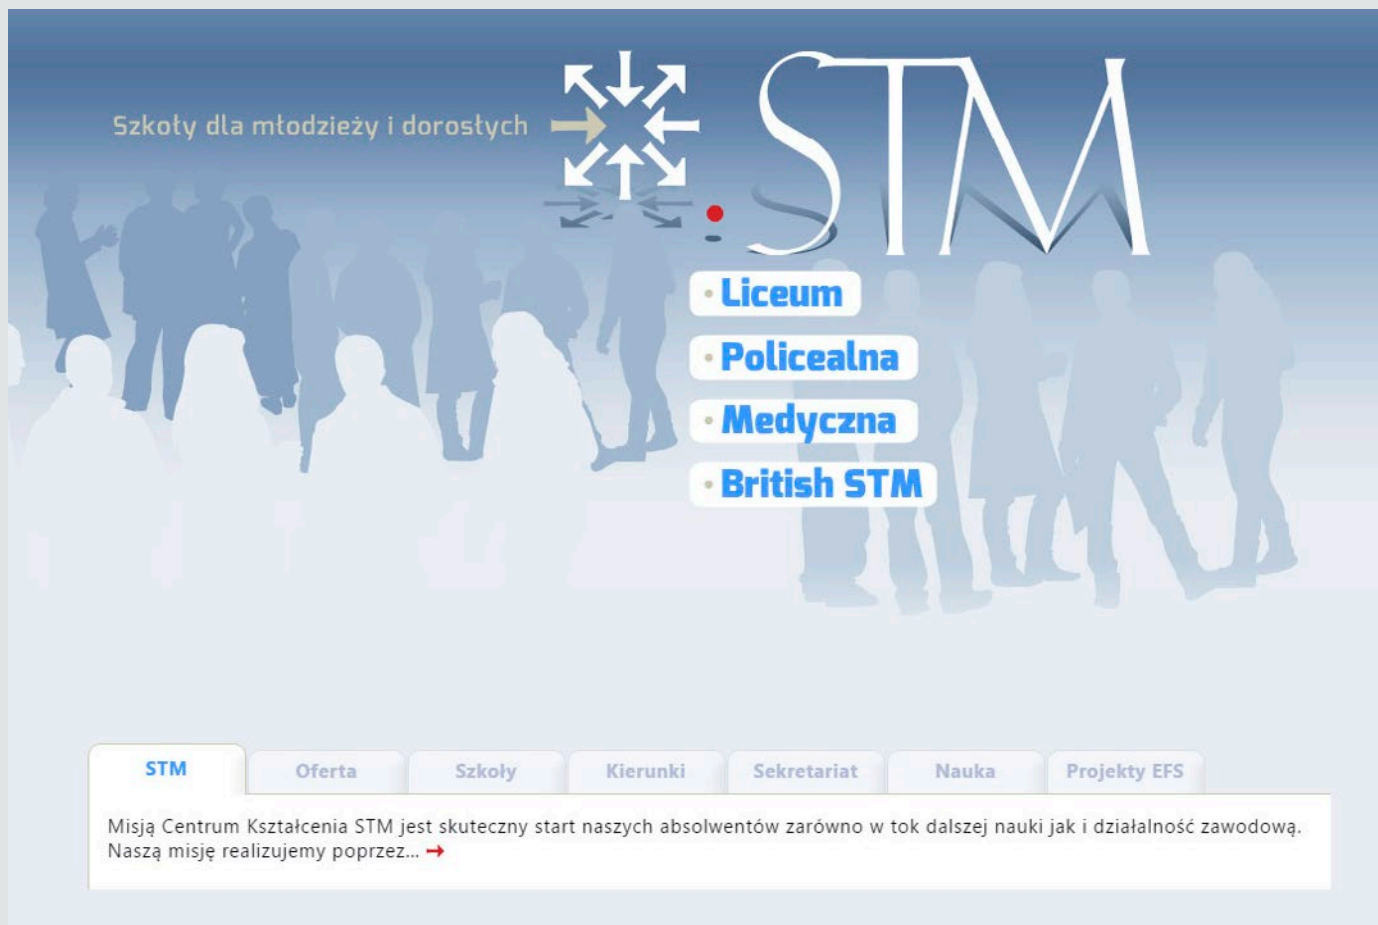 Szkoły dla młodzieży i dorosłych
STM
Liceum
Policealna
Medyczna
British STM
STM Oferta Szkoły Kierunki Sekretariat Nauka Projekty EFS
Misją Centrum Kształcenia STM jest skuteczny start naszych absolwentów zarówno w tok dalszej nauki jak i działalność zawodową.
Naszą misję realizujemy poprzez...